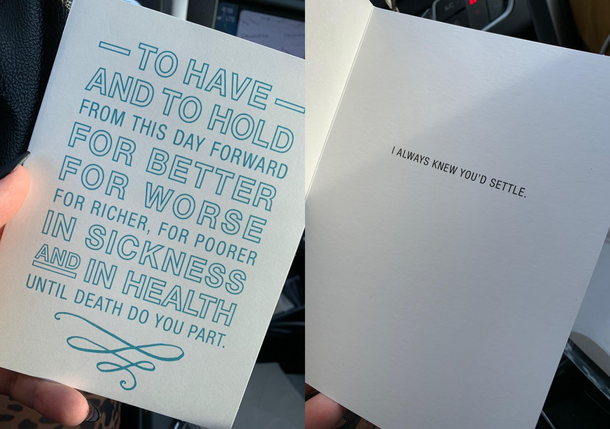 TO HAVE
AND TO HOLD
FROM THIS DAY FORWARD
FOR BETTER
FOR WORSE
FOR RICHER, FOR POORER
IN SICKNESS
AND IN HEALTH
UNTIL DEATH DO YOU PART.
I ALWAYS KNEW YOU'D SETTLE.